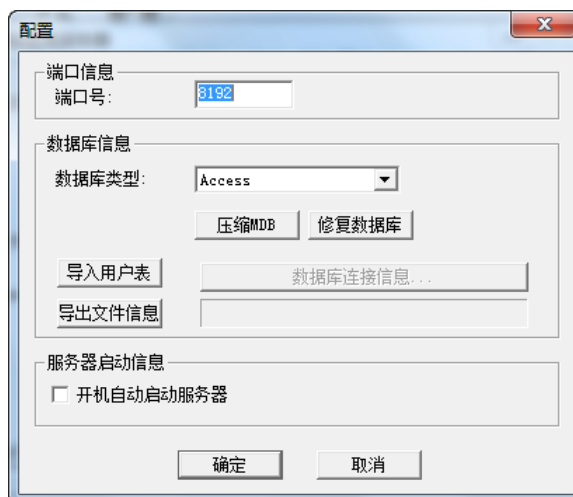 配置
端口信息
端口号:
8192
数据库信息
数据库类型:
Access
压缩MDB
修复数据库
导入用户表
数据库连接信息...
导出文件信息
服务器启动信息
开机自动启动服务器
确定
取消